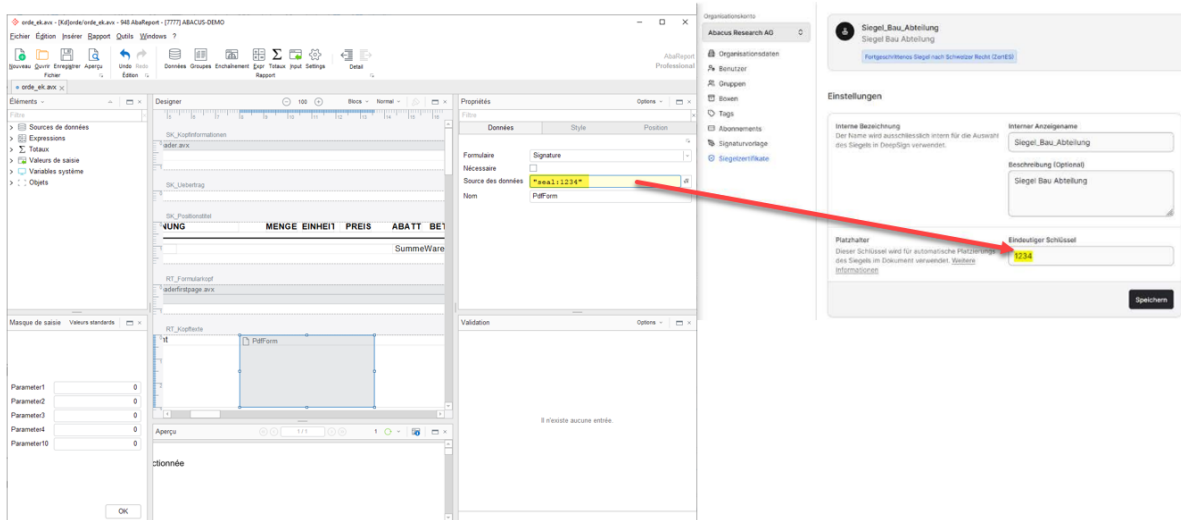 orde_ek.avx - [Kd]orde/orde_ek.avx - 948 AbaReport - [7777] ABACUS-DEMO
Eichier Édition Insérer Rapport Outils Windows ?
Nouveau Ouvrir Enregistrer Aperçu
Undo Redo
Données Groupes Enchaînement Expr Totaux Input Settings
Detail
Fichier
Édition
Rapport
AbaReport
Professional
orde_ek.avx
Éléments
Filtre
Sources de données
Expressions
Totaux
Valeurs de saisie
Variables système
Objets
Masque de saisie Valeurs standards
Parameter1 0
Parameter2 0
Parameter3 0
Parameter4 0
Parameter10 0
OK
Designer
100
Blocs
Normal
SK_Kopfinformationen
ader.avx
SK_Uebertrag
SK_Positionstitel
NUNG MENGE EINHEIT PREIS ABATT BET
SummeWare
RT_Formularkopf
aderfirstpage.avx
RT_Kopftexte
nt
PdfForm
Aperçu
1 / 1
1
ctionnée
Propriétés
Options
Filtre
Données Style Position
Formulaire Signature
Nécessaire
Source des données "seal:1234"
Nom PdfForm
Validation
Options
Il n'existe aucune entrée.
Organisationskonto
Abacus Research AG
Organisationsdaten
Benutzer
Gruppen
Boxen
Tags
Abonnements
Signaturvorlage
Siegelzertifikate
Siegel_Bau_Abteilung
Siegel Bau Abteilung
Fortgeschrittenes Siegel nach Schweizer Recht (ZertES)
Einstellungen
Interne Bezeichnung
Der Name wird ausschliesslich intern für die Auswahl
des Siegels in DeepSign verwendet.
Interner Anzeigename
Siegel_Bau_Abteilung
Beschreibung (Optional)
Siegel Bau Abteilung
Platzhalter
Dieser Schlüssel wird für automatische Platzierungs
des Siegels im Dokument verwendet. Weitere
Informationen
Eindeutiger Schlüssel
1234
Speichern